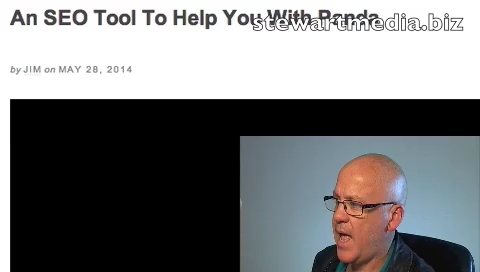 An SEO Tool To Help You With Panda
stewartmedia.biz
by JIM on MAY 28, 2014